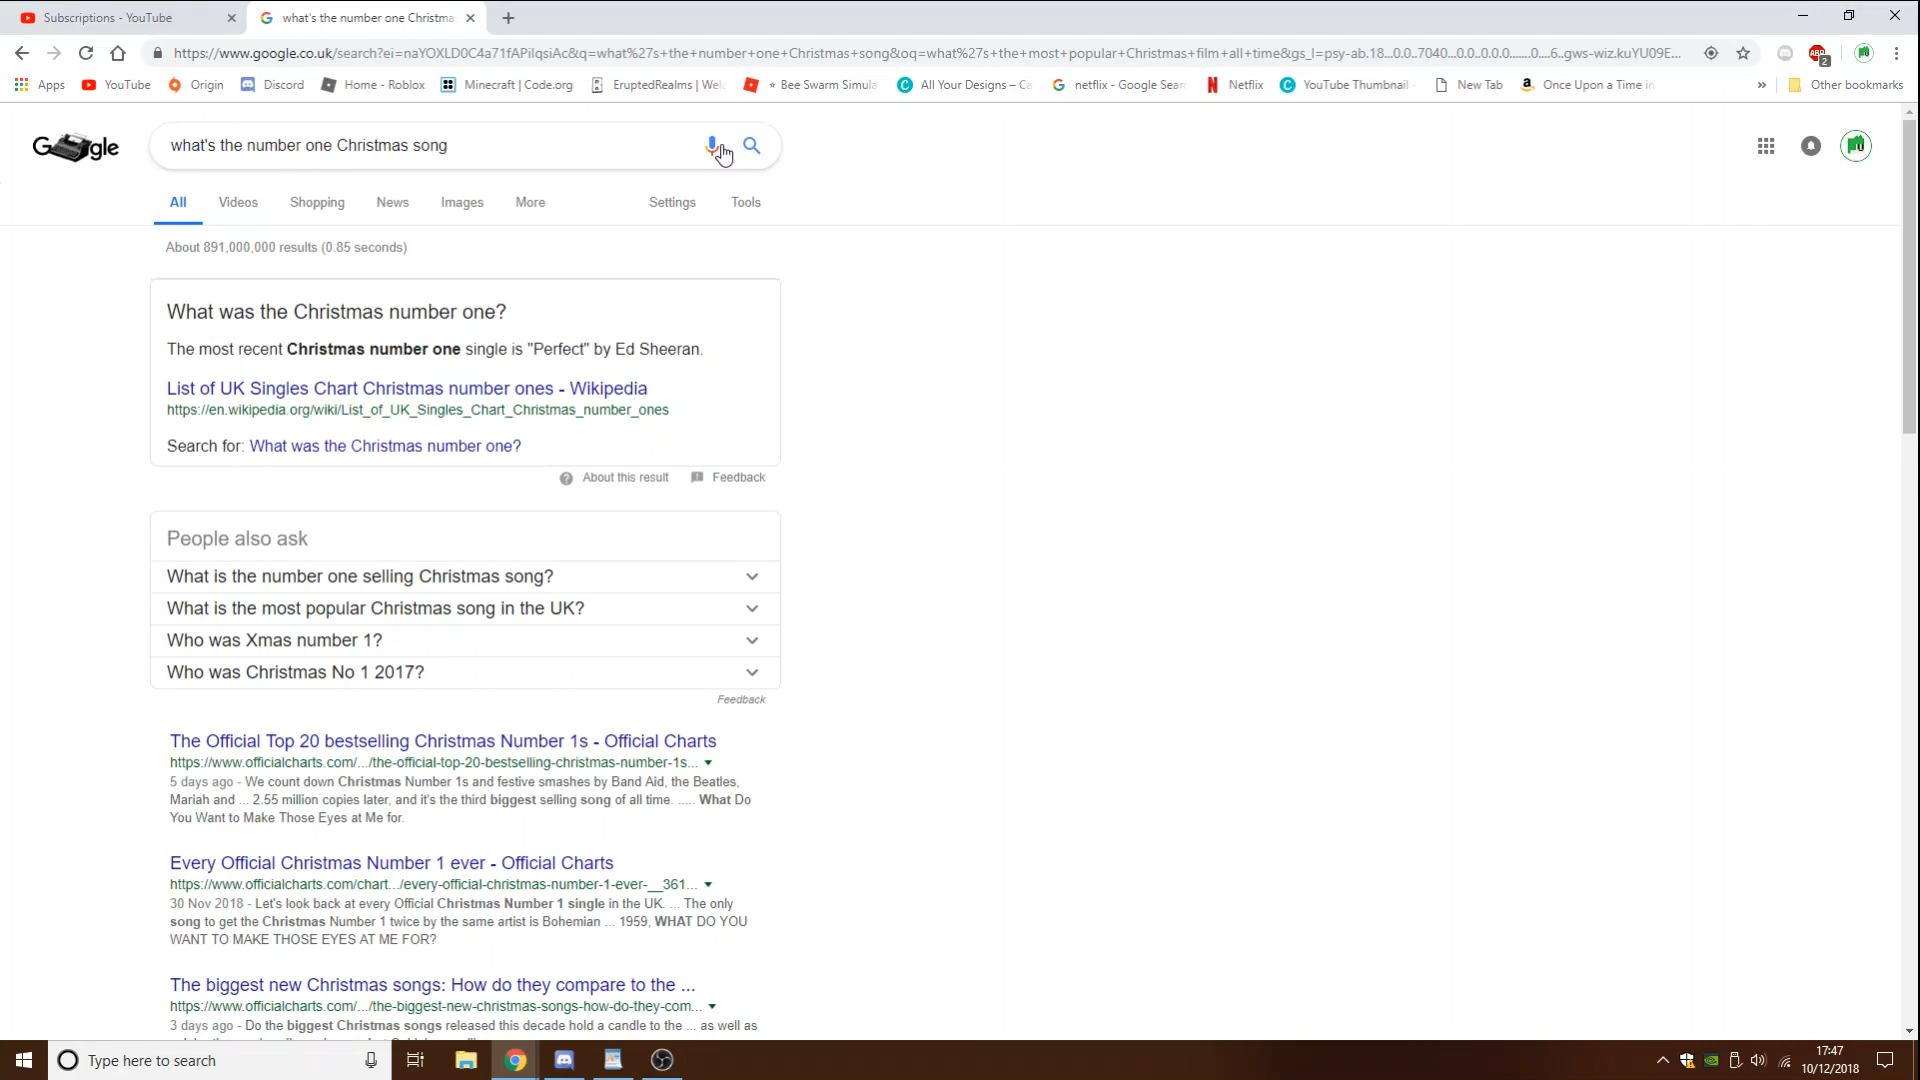 Subscriptions - YouTube
what's the number one Christma
https://www.google.co.uk/search?ei=naYOXLD0C4a71fAPilqsiAc&q=what%27s+the+number+one+Christmas+song&oq=what%27s+the+most+popular+Christmas+film+all+time&gs_l=psy-ab.18...0.0..7040...0.0..0.0.0.......0....6..gws-wiz.kuYU09E...
ABP
2
Apps
YouTube
Origin
Discord
Home - Roblox
Minecraft | Code.org
EruptedRealms | Welc
Bee Swarm Simula
All Your Designs – Ca
netflix - Google Sear
Netflix
YouTube Thumbnail -
New Tab
Once Upon a Time in
»
Other bookmarks
Google
what's the number one Christmas song
All
Videos
Shopping
News
Images
More
Settings
Tools
About 891,000,000 results (0.85 seconds)
What was the Christmas number one?
The most recent Christmas number one single is "Perfect" by Ed Sheeran.
List of UK Singles Chart Christmas number ones - Wikipedia
https://en.wikipedia.org/wiki/List_of_UK_Singles_Chart_Christmas_number_ones
Search for: What was the Christmas number one?
About this result
Feedback
People also ask
What is the number one selling Christmas song?
What is the most popular Christmas song in the UK?
Who was Xmas number 1?
Who was Christmas No 1 2017?
Feedback
The Official Top 20 bestselling Christmas Number 1s - Official Charts
https://www.officialcharts.com/.../the-official-top-20-bestselling-christmas-number-1s...
5 days ago - We count down Christmas Number 1s and festive smashes by Band Aid, the Beatles,
Mariah and ... 2.55 million copies later, and it's the third biggest selling song of all time. ..... What Do
You Want to Make Those Eyes at Me for.
Every Official Christmas Number 1 ever - Official Charts
https://www.officialcharts.com/chart.../every-official-christmas-number-1-ever-__361...
30 Nov 2018 - Let's look back at every Official Christmas Number 1 single in the UK. ... The only
song to get the Christmas Number 1 twice by the same artist is Bohemian ... 1959, WHAT DO YOU
WANT TO MAKE THOSE EYES AT ME FOR?
The biggest new Christmas songs: How do they compare to the ...
https://www.officialcharts.com/.../the-biggest-new-christmas-songs-how-do-they-com...
3 days ago - Do the biggest Christmas songs released this decade hold a candle to the ... as well as
Type here to search
17:47
10/12/2018